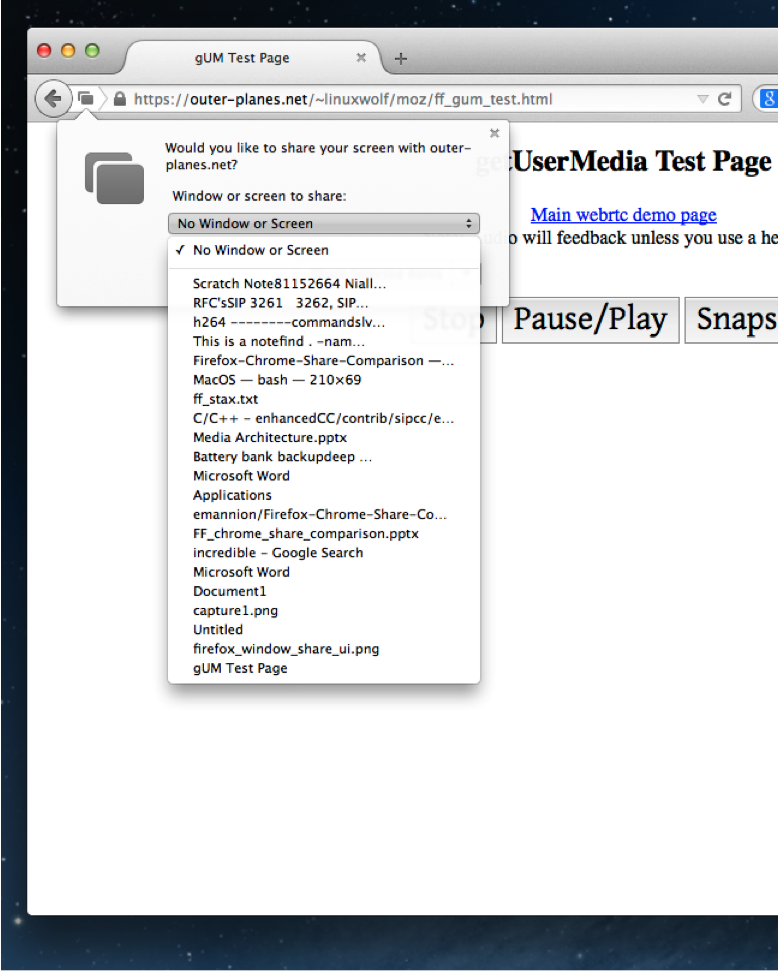 gUM Test Page
https://outer-planes.net/~linuxwolf/moz/ff_gum_test.html
8
Would you like to share your screen with outer-
planes.net?
Window or screen to share:
No Window or Screen
✓ No Window or Screen
Scratch Note81152664 Niall...
RFC'sSIP 3261 3262, SIP...
h264 --------commandslv...
This is a notefind . -nam...
Firefox-Chrome-Share-Comparison —...
MacOS — bash — 210×69
ff_stax.txt
C/C++ - enhancedCC/contrib/sipcc/e...
Media Architecture.pptx
Battery bank backupdeep ...
Microsoft Word
Applications
emannion/Firefox-Chrome-Share-Co...
FF_chrome_share_comparison.pptx
incredible - Google Search
Microsoft Word
Document1
capture1.png
Untitled
firefox_window_share_ui.png
gUM Test Page
getUserMedia Test Page
Main webrtc demo page
o will feedback unless you use a he
Stop Pause/Play Snaps